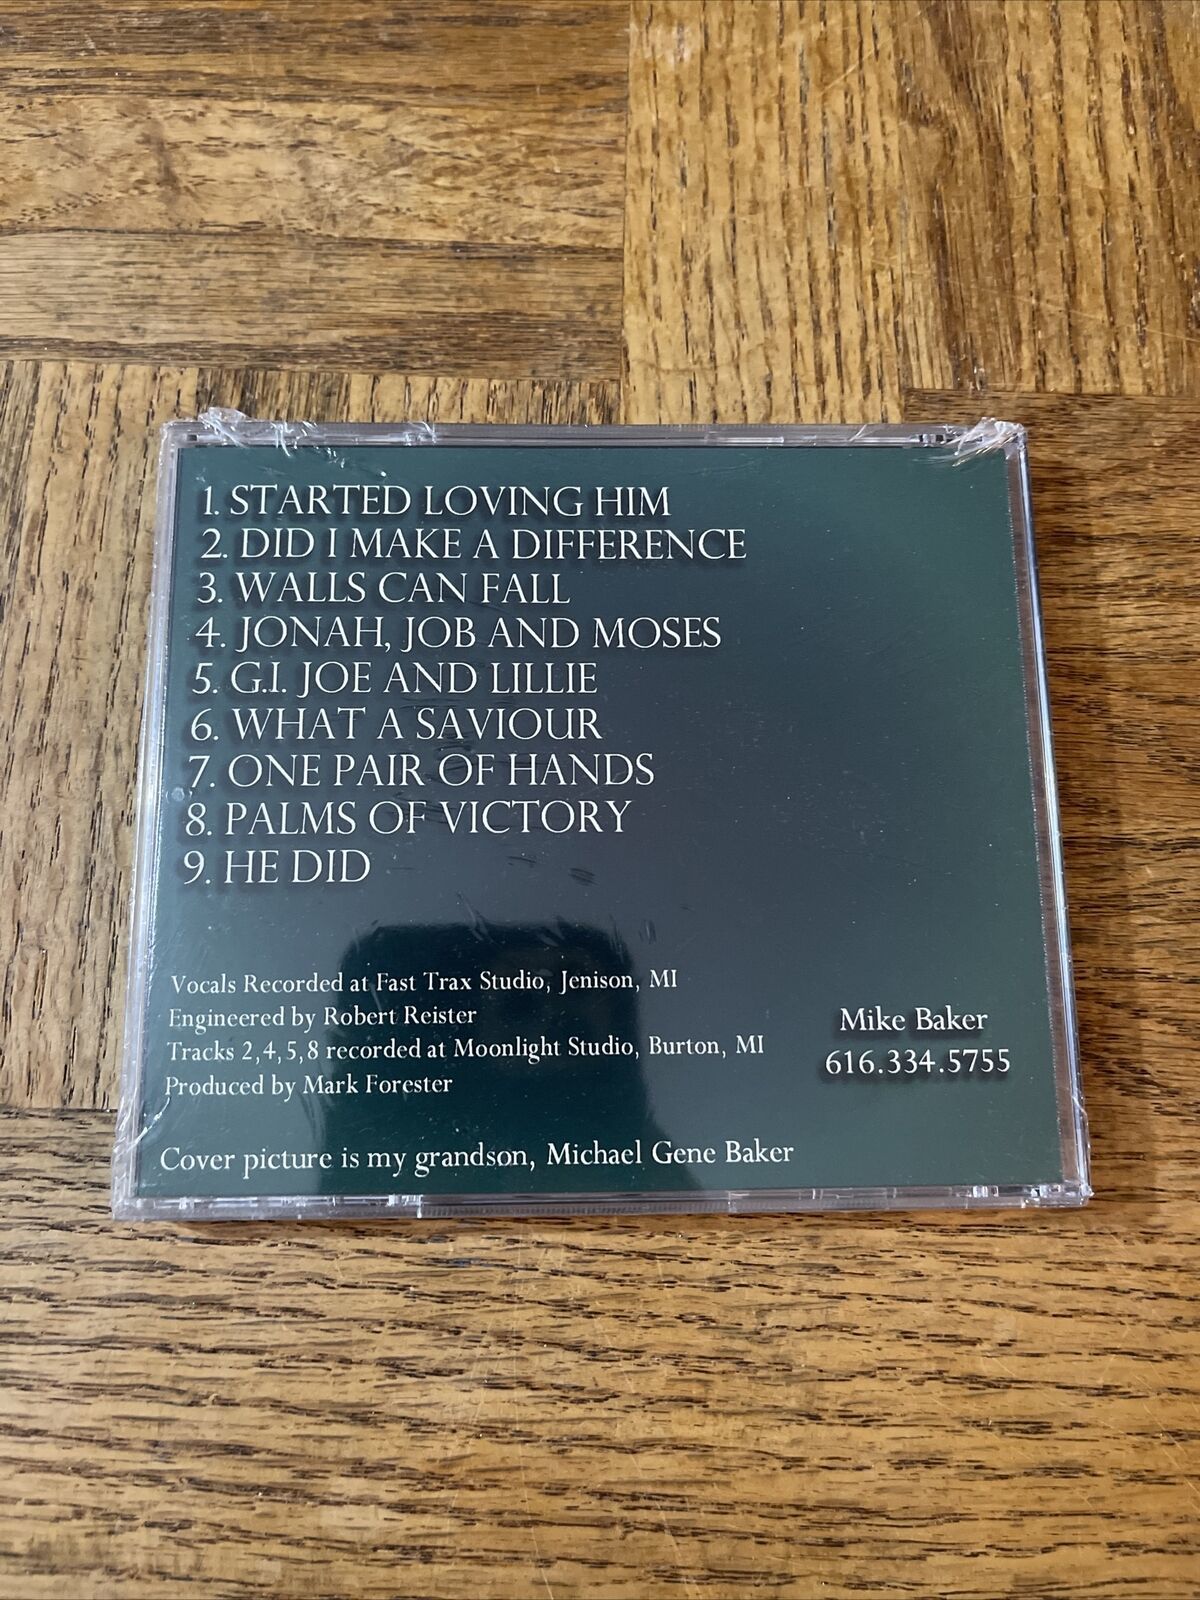 1. STARTED LOVING HIM
2. DID I MAKE A DIFFERENCE
3. WALLS CAN FALL
4. JONAH, JOB AND MOSES
5. G.I. JOE AND LILLIE
6. WHAT A SAVIOUR
7. ONE PAIR OF HANDS
8. PALMS OF VICTORY
9. HE DID
Vocals Recorded at Fast Trax Studio, Jenison, MI
Engineered by Robert Reister
Tracks 2,4,5,8 recorded at Moonlight Studio, Burton, MI
Produced by Mark Forester
Mike Baker
616.334.5755
Cover picture is my grandson, Michael Gene Baker